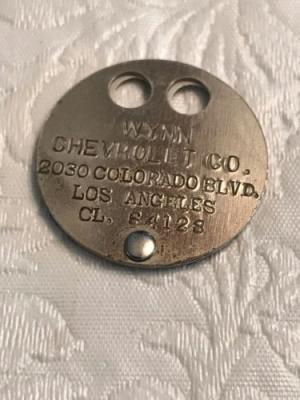 WYNN
CHEVROLET CO.
2030 COLORADO BLVD.
LOS ANGELES
CL. 64128